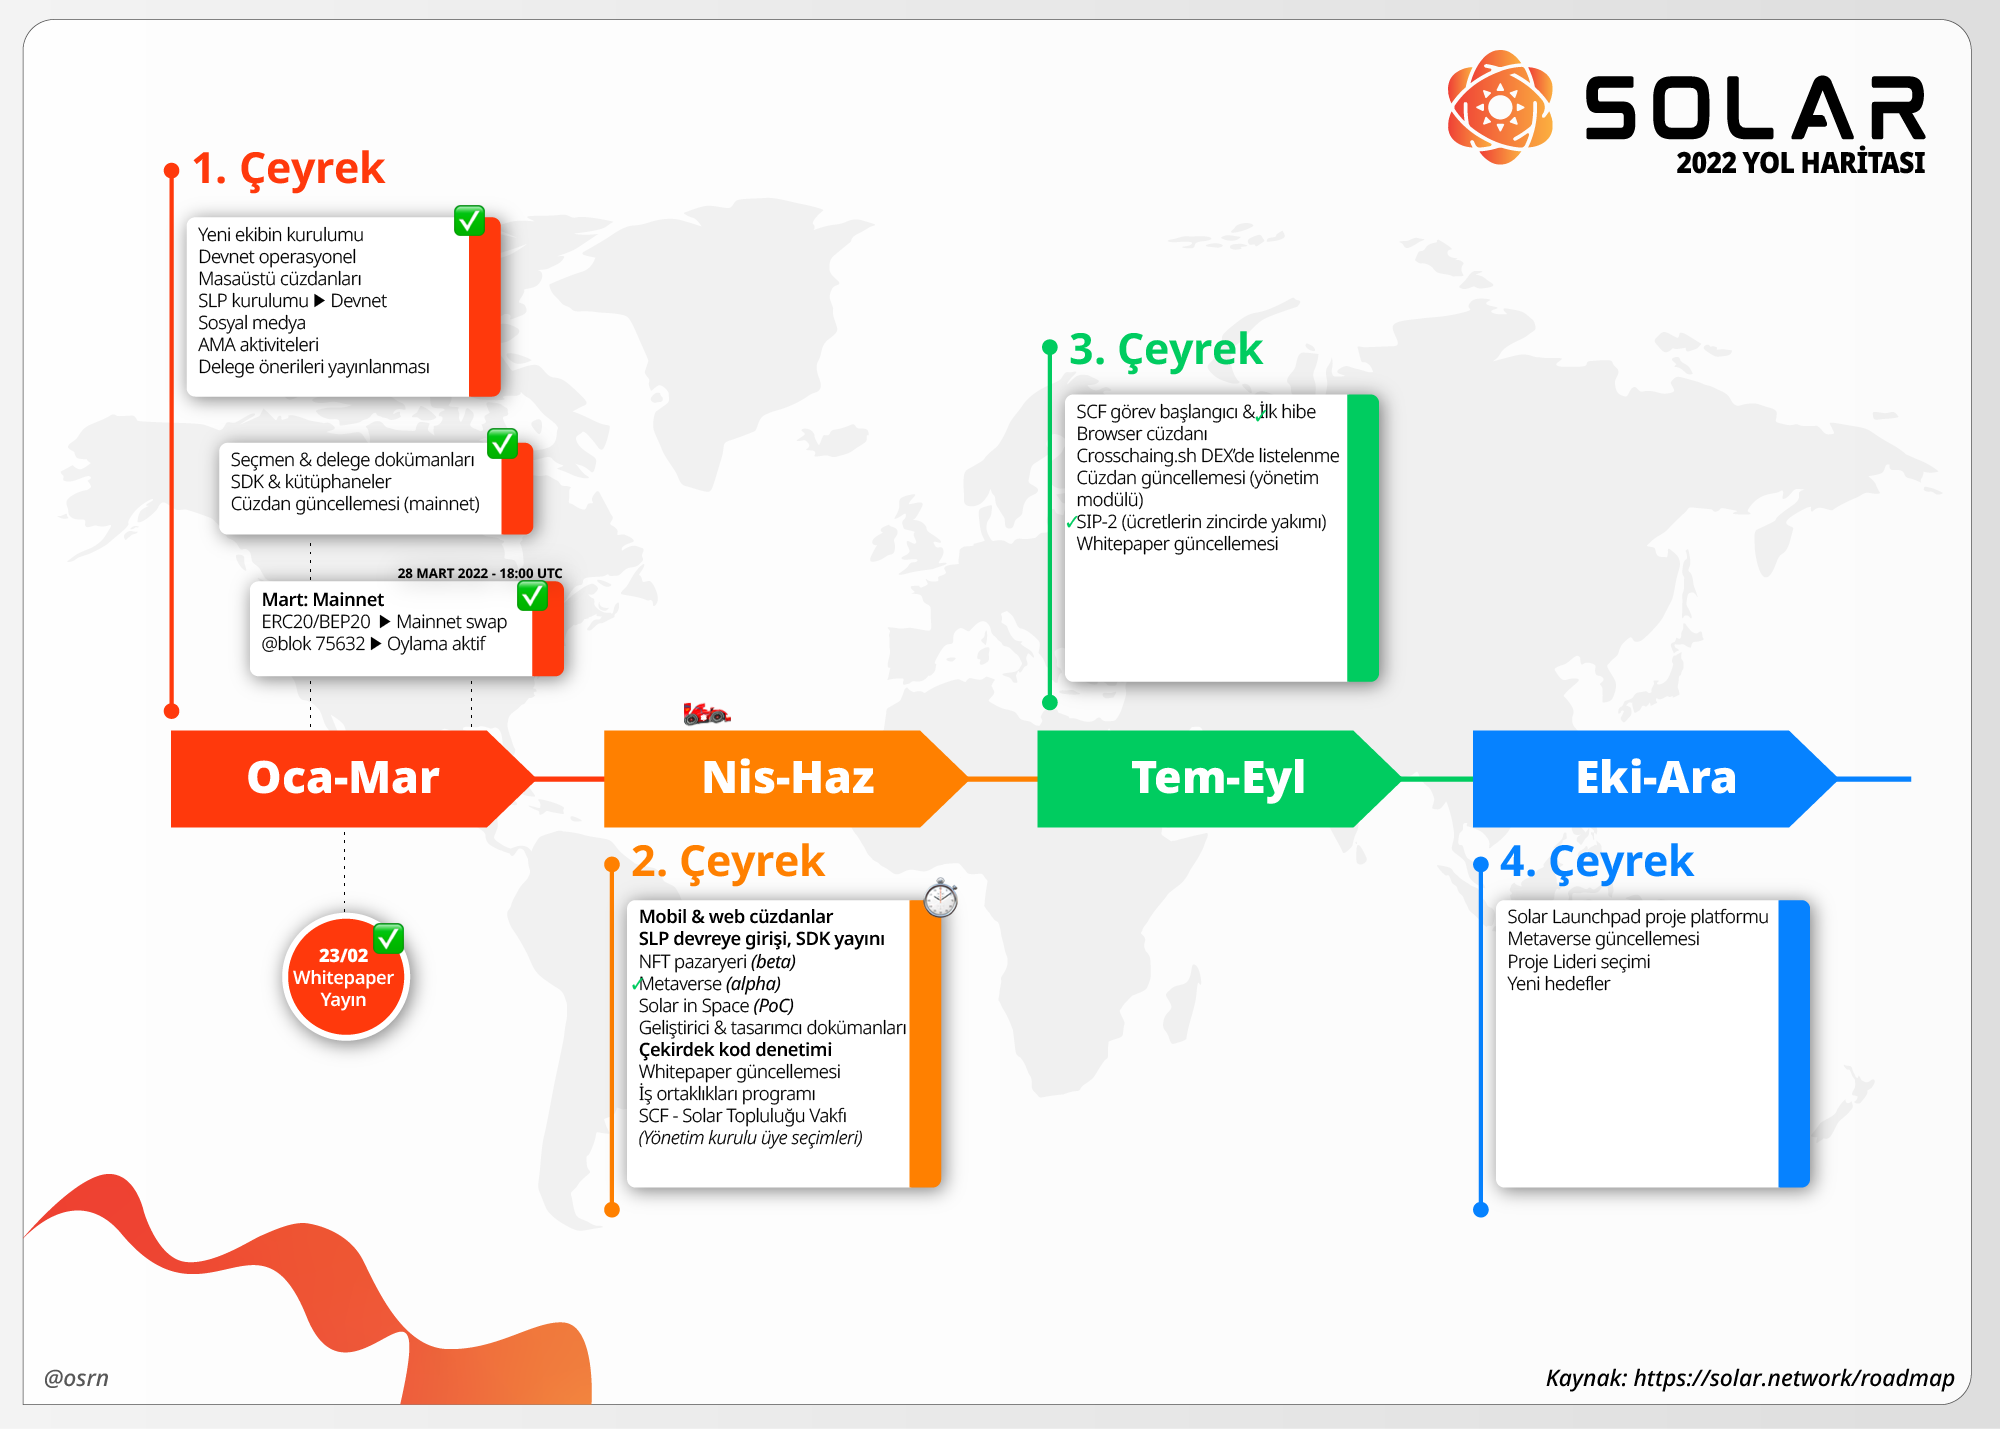 SOLAR
2022 YOL HARİTASI
1. Çeyrek
Yeni ekibin kurulumu
Devnet operasyonel
Masaüstü cüzdanları
SLP kurulumu ▶ Devnet
Sosyal medya
AMA aktiviteleri
Delege önerileri yayınlanması
Seçmen & delege dokümanları
SDK & kütüphaneler
Cüzdan güncellemesi (mainnet)
28 MART 2022 - 18:00 UTC
Mart: Mainnet
ERC20/BEP20 ▶ Mainnet swap
@blok 75632 ▶ Oylama aktif
3. Çeyrek
SCF görev başlangıcı & İlk hibe
Browser cüzdanı
Crosschaing.sh DEX'de listelenme
Cüzdan güncellemesi (yönetim
modülü)
✓SIP-2 (ücretlerin zincirde yakımı)
Whitepaper güncellemesi
Oca-Mar
Nis-Haz
Tem-Eyl
Eki-Ara
23/02
Whitepaper
Yayın
2. Çeyrek
Mobil & web cüzdanlar
SLP devreye girişi, SDK yayını
NFT pazaryeri (beta)
✓Metaverse (alpha)
Solar in Space (PoC)
Geliştirici & tasarımcı dokümanları
Çekirdek kod denetimi
Whitepaper güncellemesi
İş ortaklıkları programı
SCF - Solar Topluluğu Vakfı
(Yönetim kurulu üye seçimleri)
4. Çeyrek
Solar Launchpad proje platformu
Metaverse güncellemesi
Proje Lideri seçimi
Yeni hedefler
@osrn
Kaynak: https://solar.network/roadmap